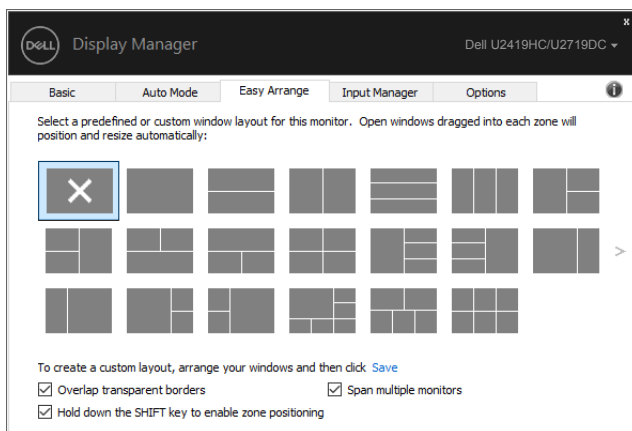 x
DELL Display Manager Dell U2419HC/U2719DC
Basic Auto Mode Easy Arrange Input Manager Options
Select a predefined or custom window layout for this monitor. Open windows dragged into each zone will
position and resize automatically:
To create a custom layout, arrange your windows and then click Save
Overlap transparent borders Span multiple monitors
Hold down the SHIFT key to enable zone positioning